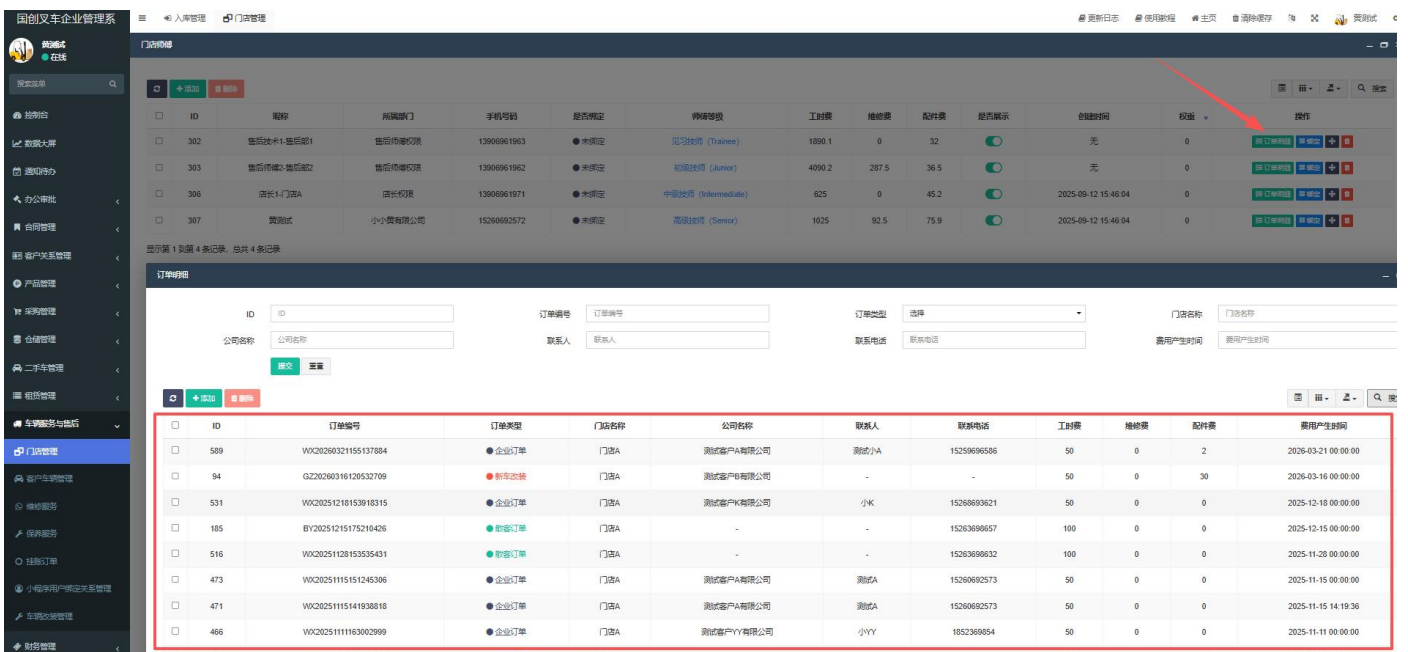 国创叉车企业管理系 入库管理 门店管理 更新日志 使用教程 主页 清除缓存 黄测试
黄测试
在线
门店师傅
搜索菜单
添加 删除 搜索
ID 昵称 所属部门 手机号码 是否绑定 师傅等级 工时费 维修费 配件费 是否展示 创建时间 权重 操作
302 售后技术1-售后部1 售后师傅权限 13906961963 未绑定 见习技师 (Trainee) 1890.1 0 32 无 0 订单明细 绑定
303 售后师傅2-售后部2 售后师傅权限 13906961962 未绑定 初级技师 (Junior) 4090.2 287.5 36.5 无 0 订单明细 绑定
306 店长1-门店A 店长权限 13906961971 未绑定 中级技师 (Intermediate) 625 0 45.2 2025-09-12 15:46:04 0 订单明细 绑定
307 黄测试 小小黄有限公司 15260692572 未绑定 高级技师 (Senior) 1025 92.5 75.9 2025-09-12 15:46:04 0 订单明细 绑定
显示第 1 到第 4 条记录，总共 4 条记录
控制台
数据大屏
通知待办
办公审批
合同管理
客户关系管理
产品管理
采购管理
仓储管理
二手车管理
租赁管理
车辆服务与售后
门店管理
客户车辆管理
维修服务
保养服务
挂账订单
小程序用户绑定关系管理
车辆改装管理
财务管理
订单明细
ID ID 订单编号 订单编号 订单类型 选择 门店名称 门店名称
公司名称 公司名称 联系人 联系人 联系电话 联系电话 费用产生时间 费用产生时间
提交 重置
添加 删除
ID 订单编号 订单类型 门店名称 公司名称 联系人 联系电话 工时费 维修费 配件费 费用产生时间
589 WX20260321155137884 企业订单 门店A 测试客户A有限公司 测试小A 15259696586 50 0 2 2026-03-21 00:00:00
94 GZ20260316120532709 新车改装 门店A 测试客户B有限公司 - - 50 0 30 2026-03-16 00:00:00
531 WX20251218153918315 企业订单 门店A 测试客户K有限公司 小K 15268693621 50 0 0 2025-12-18 00:00:00
185 BY20251215175210426 散客订单 门店A - - 15263698657 100 0 0 2025-12-15 00:00:00
516 WX20251128153535431 散客订单 门店A - - 15263698632 100 0 0 2025-11-28 00:00:00
473 WX20251115151245306 企业订单 门店A 测试客户A有限公司 测试A 15260692573 50 0 0 2025-11-15 00:00:00
471 WX20251115141938818 企业订单 门店A 测试客户A有限公司 测试A 15260692573 50 0 0 2025-11-15 14:19:36
466 WX20251111163002999 企业订单 门店A 测试客户YY有限公司 小YY 1852369854 50 0 0 2025-11-11 00:00:00